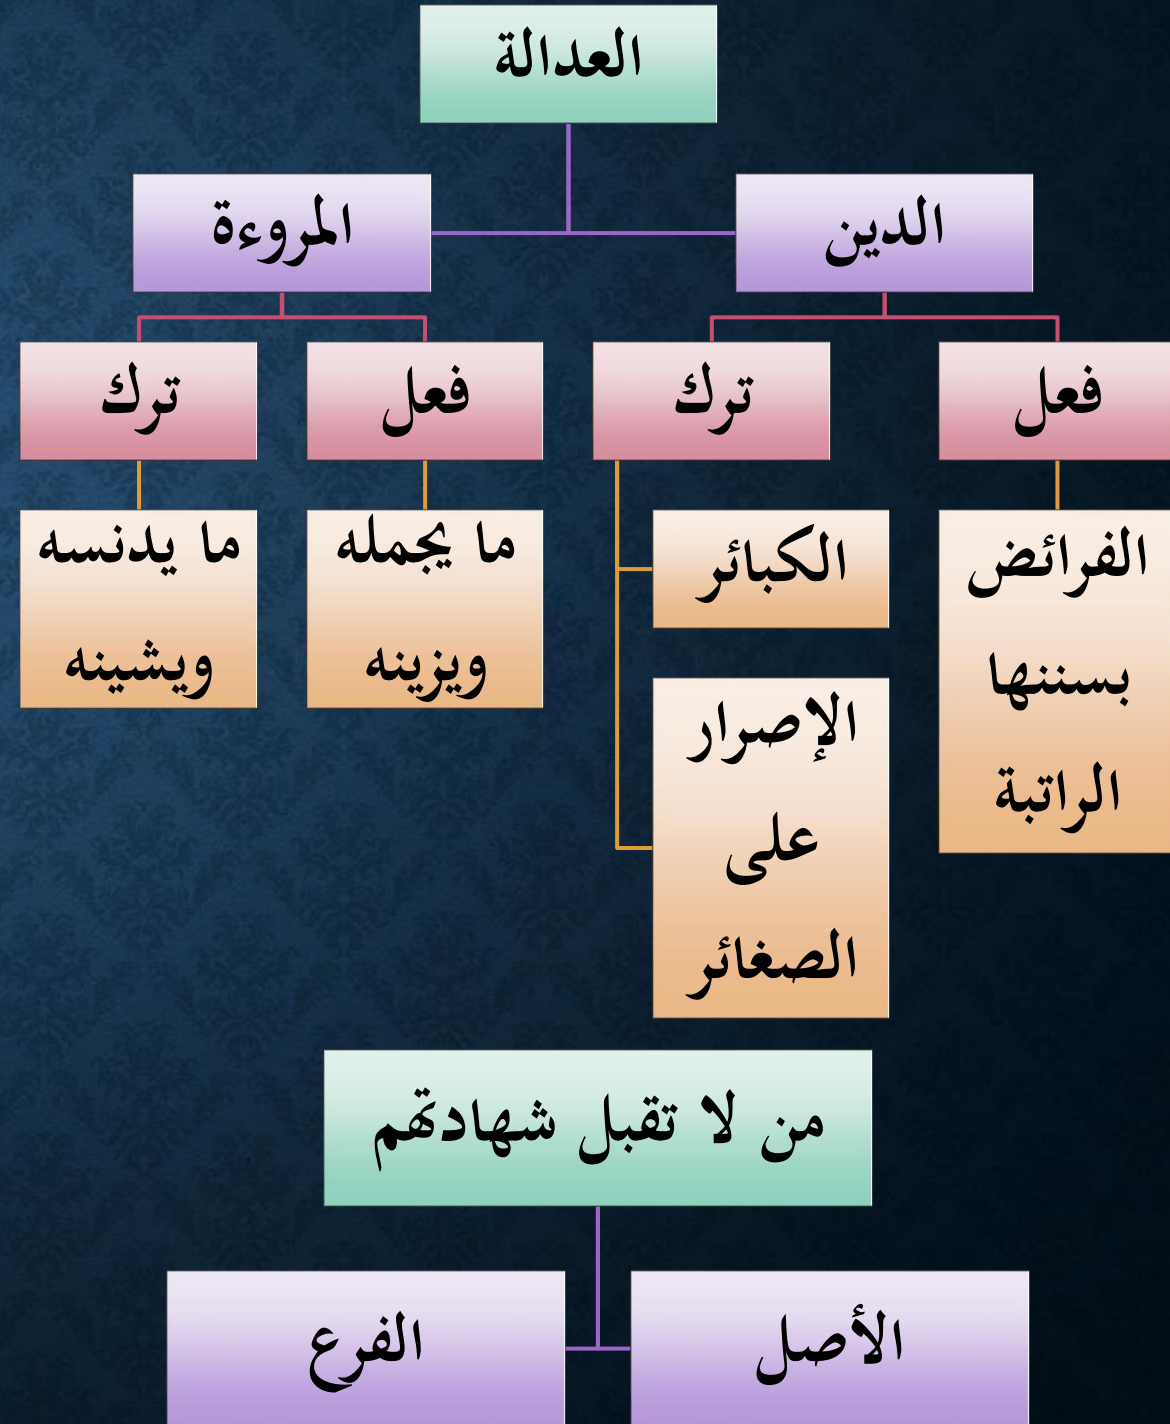 العدالة
الدين
المروءة
فعل
ترك
فعل
ترك
الفرائض
بسننها
الراتبة
الكبائر
الإصرار
على
الصغائر
ما يجمله
ويزينه
ما يدنسه
ويشينه
من لا تقبل شهادتهم
الأصل
الفرع